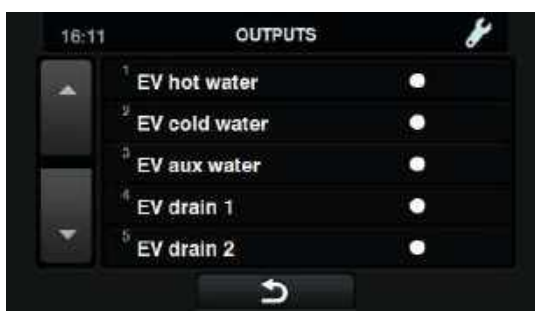 16:11 OUTPUTS
1 EV hot water
2 EV cold water
3 EV aux water
4 EV drain 1
5 EV drain 2